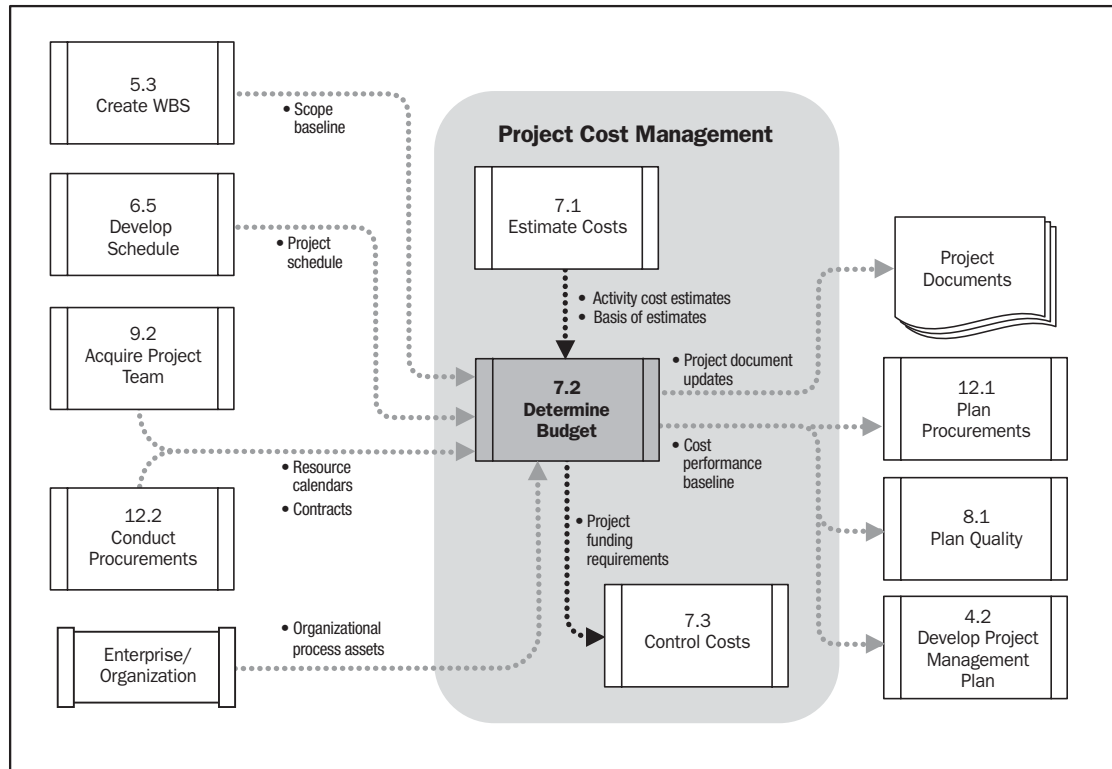 5.3
Create WBS
• Scope
baseline
Project Cost Management
6.5
Develop
Schedule
• Project
schedule
7.1
Estimate Costs
• Activity cost estimates
• Basis of estimates
Project
Documents
9.2
Acquire Project
Team
7.2
Determine
Budget
• Project document
updates
12.1
Plan
Procurements
• Resource
calendars
• Contracts
• Cost
performance
baseline
12.2
Conduct
Procurements
• Project
funding
requirements
8.1
Plan Quality
Enterprise/
Organization
• Organizational
process assets
7.3
Control Costs
4.2
Develop Project
Management
Plan